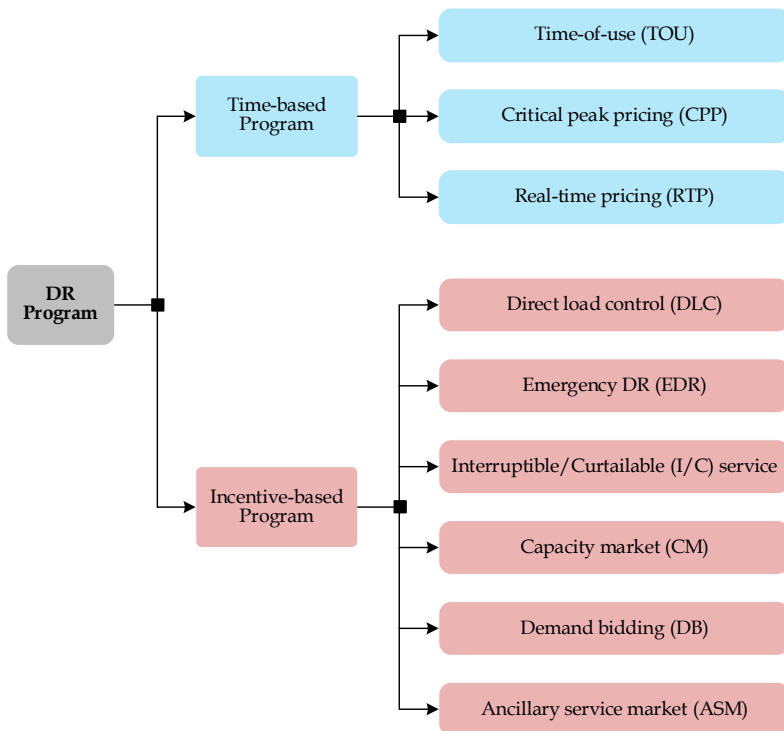 DR
Program
Time-based
Program
Time-of-use (TOU)
Critical peak pricing (CPP)
Real-time pricing (RTP)
Incentive-based
Program
Direct load control (DLC)
Emergency DR (EDR)
Interruptible/Curtailable (I/C) service
Capacity market (CM)
Demand bidding (DB)
Ancillary service market (ASM)